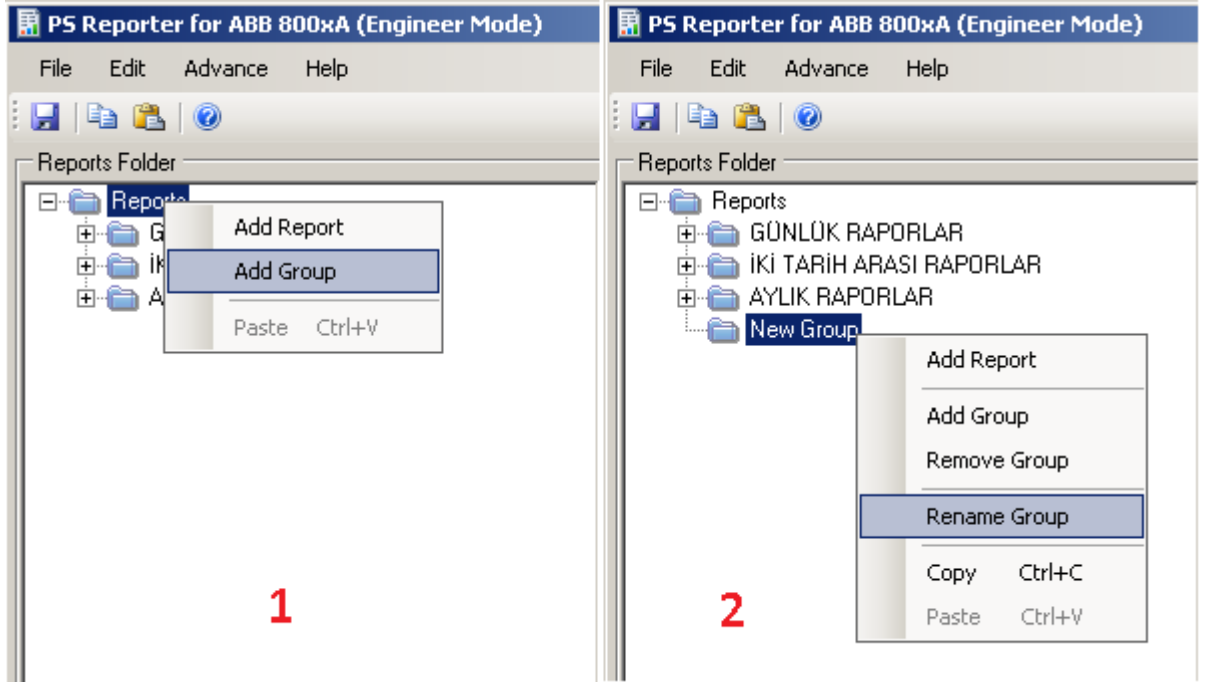 PS Reporter for ABB 800xA (Engineer Mode)
File Edit Advance Help
Reports Folder
Reports
G
İK
A
Add Report
Add Group
Paste Ctrl+V
1
PS Reporter for ABB 800xA (Engineer Mode)
File Edit Advance Help
Reports Folder
Reports
GÜNLÜK RAPORLAR
İKİ TARİH ARASI RAPORLAR
AYLIK RAPORLAR
New Group
Add Report
Add Group
Remove Group
Rename Group
Copy Ctrl+C
Paste Ctrl+V
2